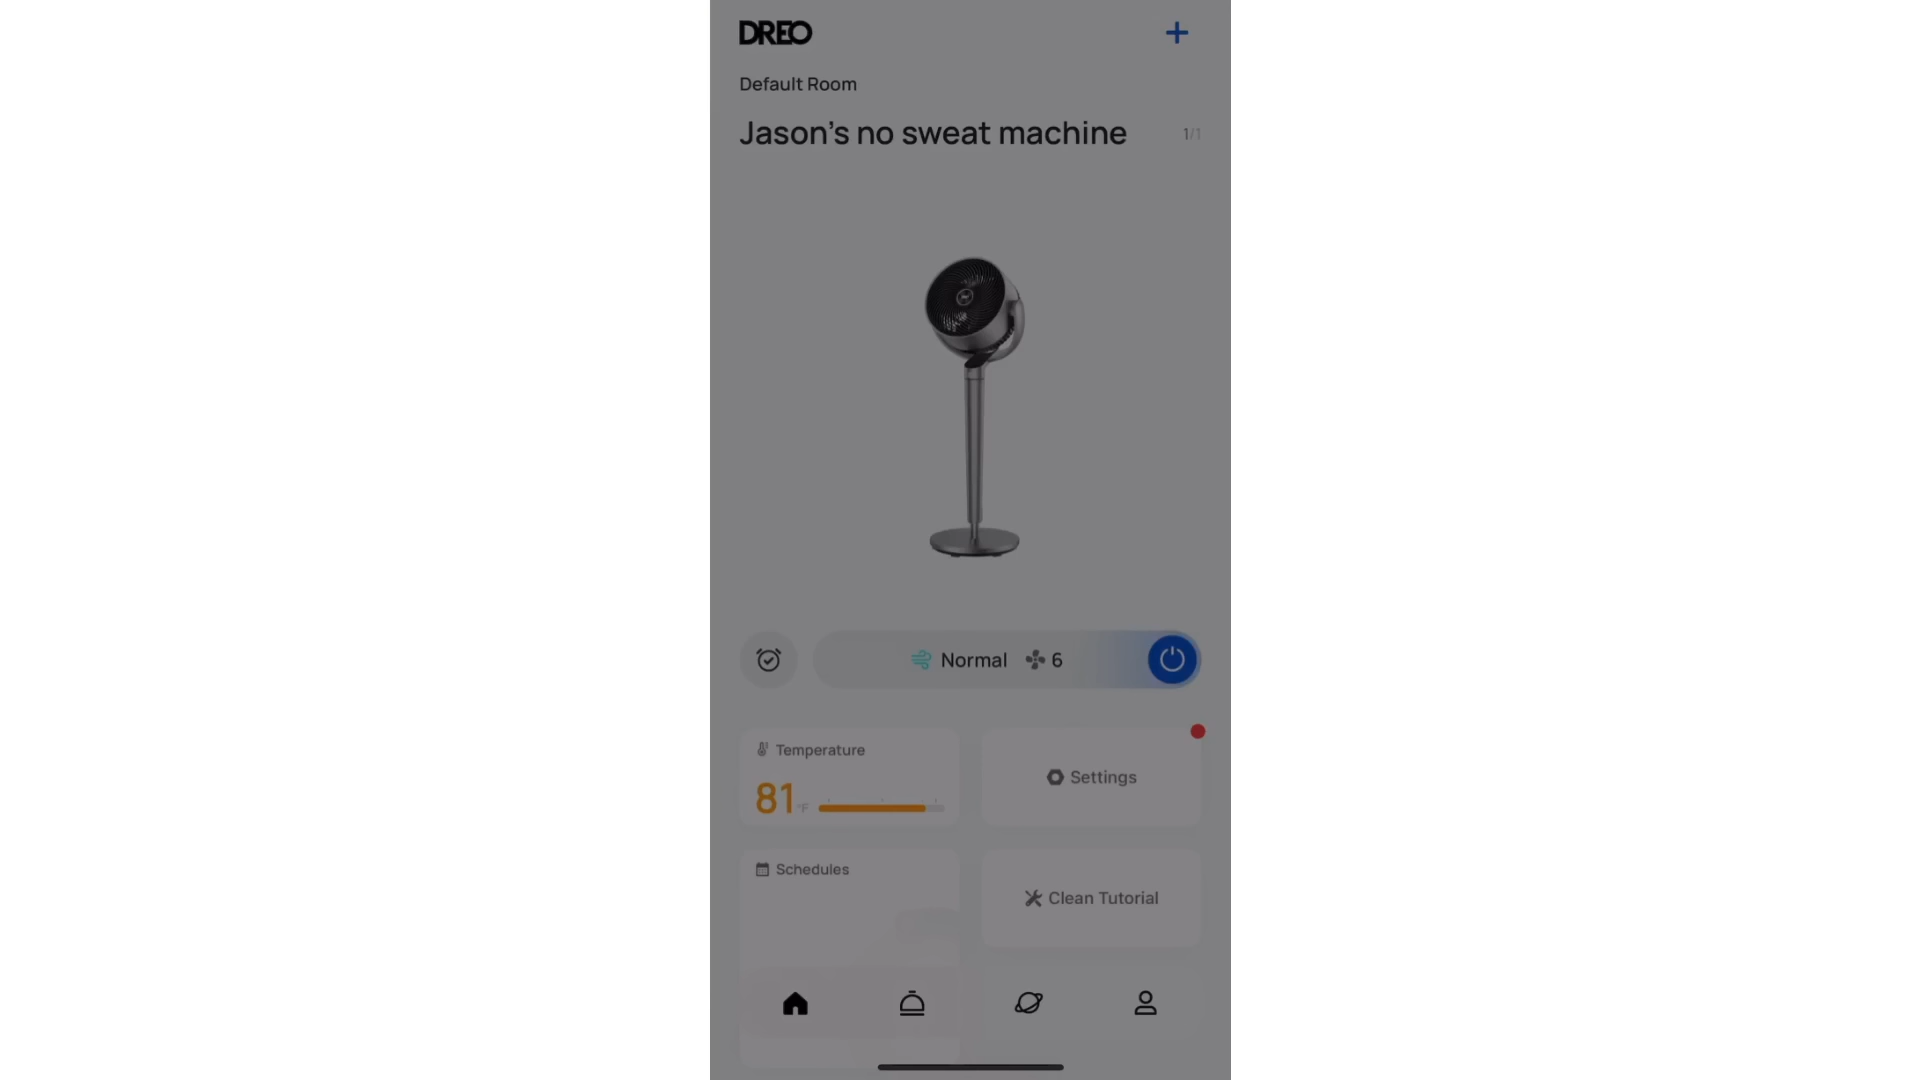 DREO
Default Room
Jason's no sweat machine
1/1
Normal 6
Temperature
81°F
Settings
Schedules
Clean Tutorial